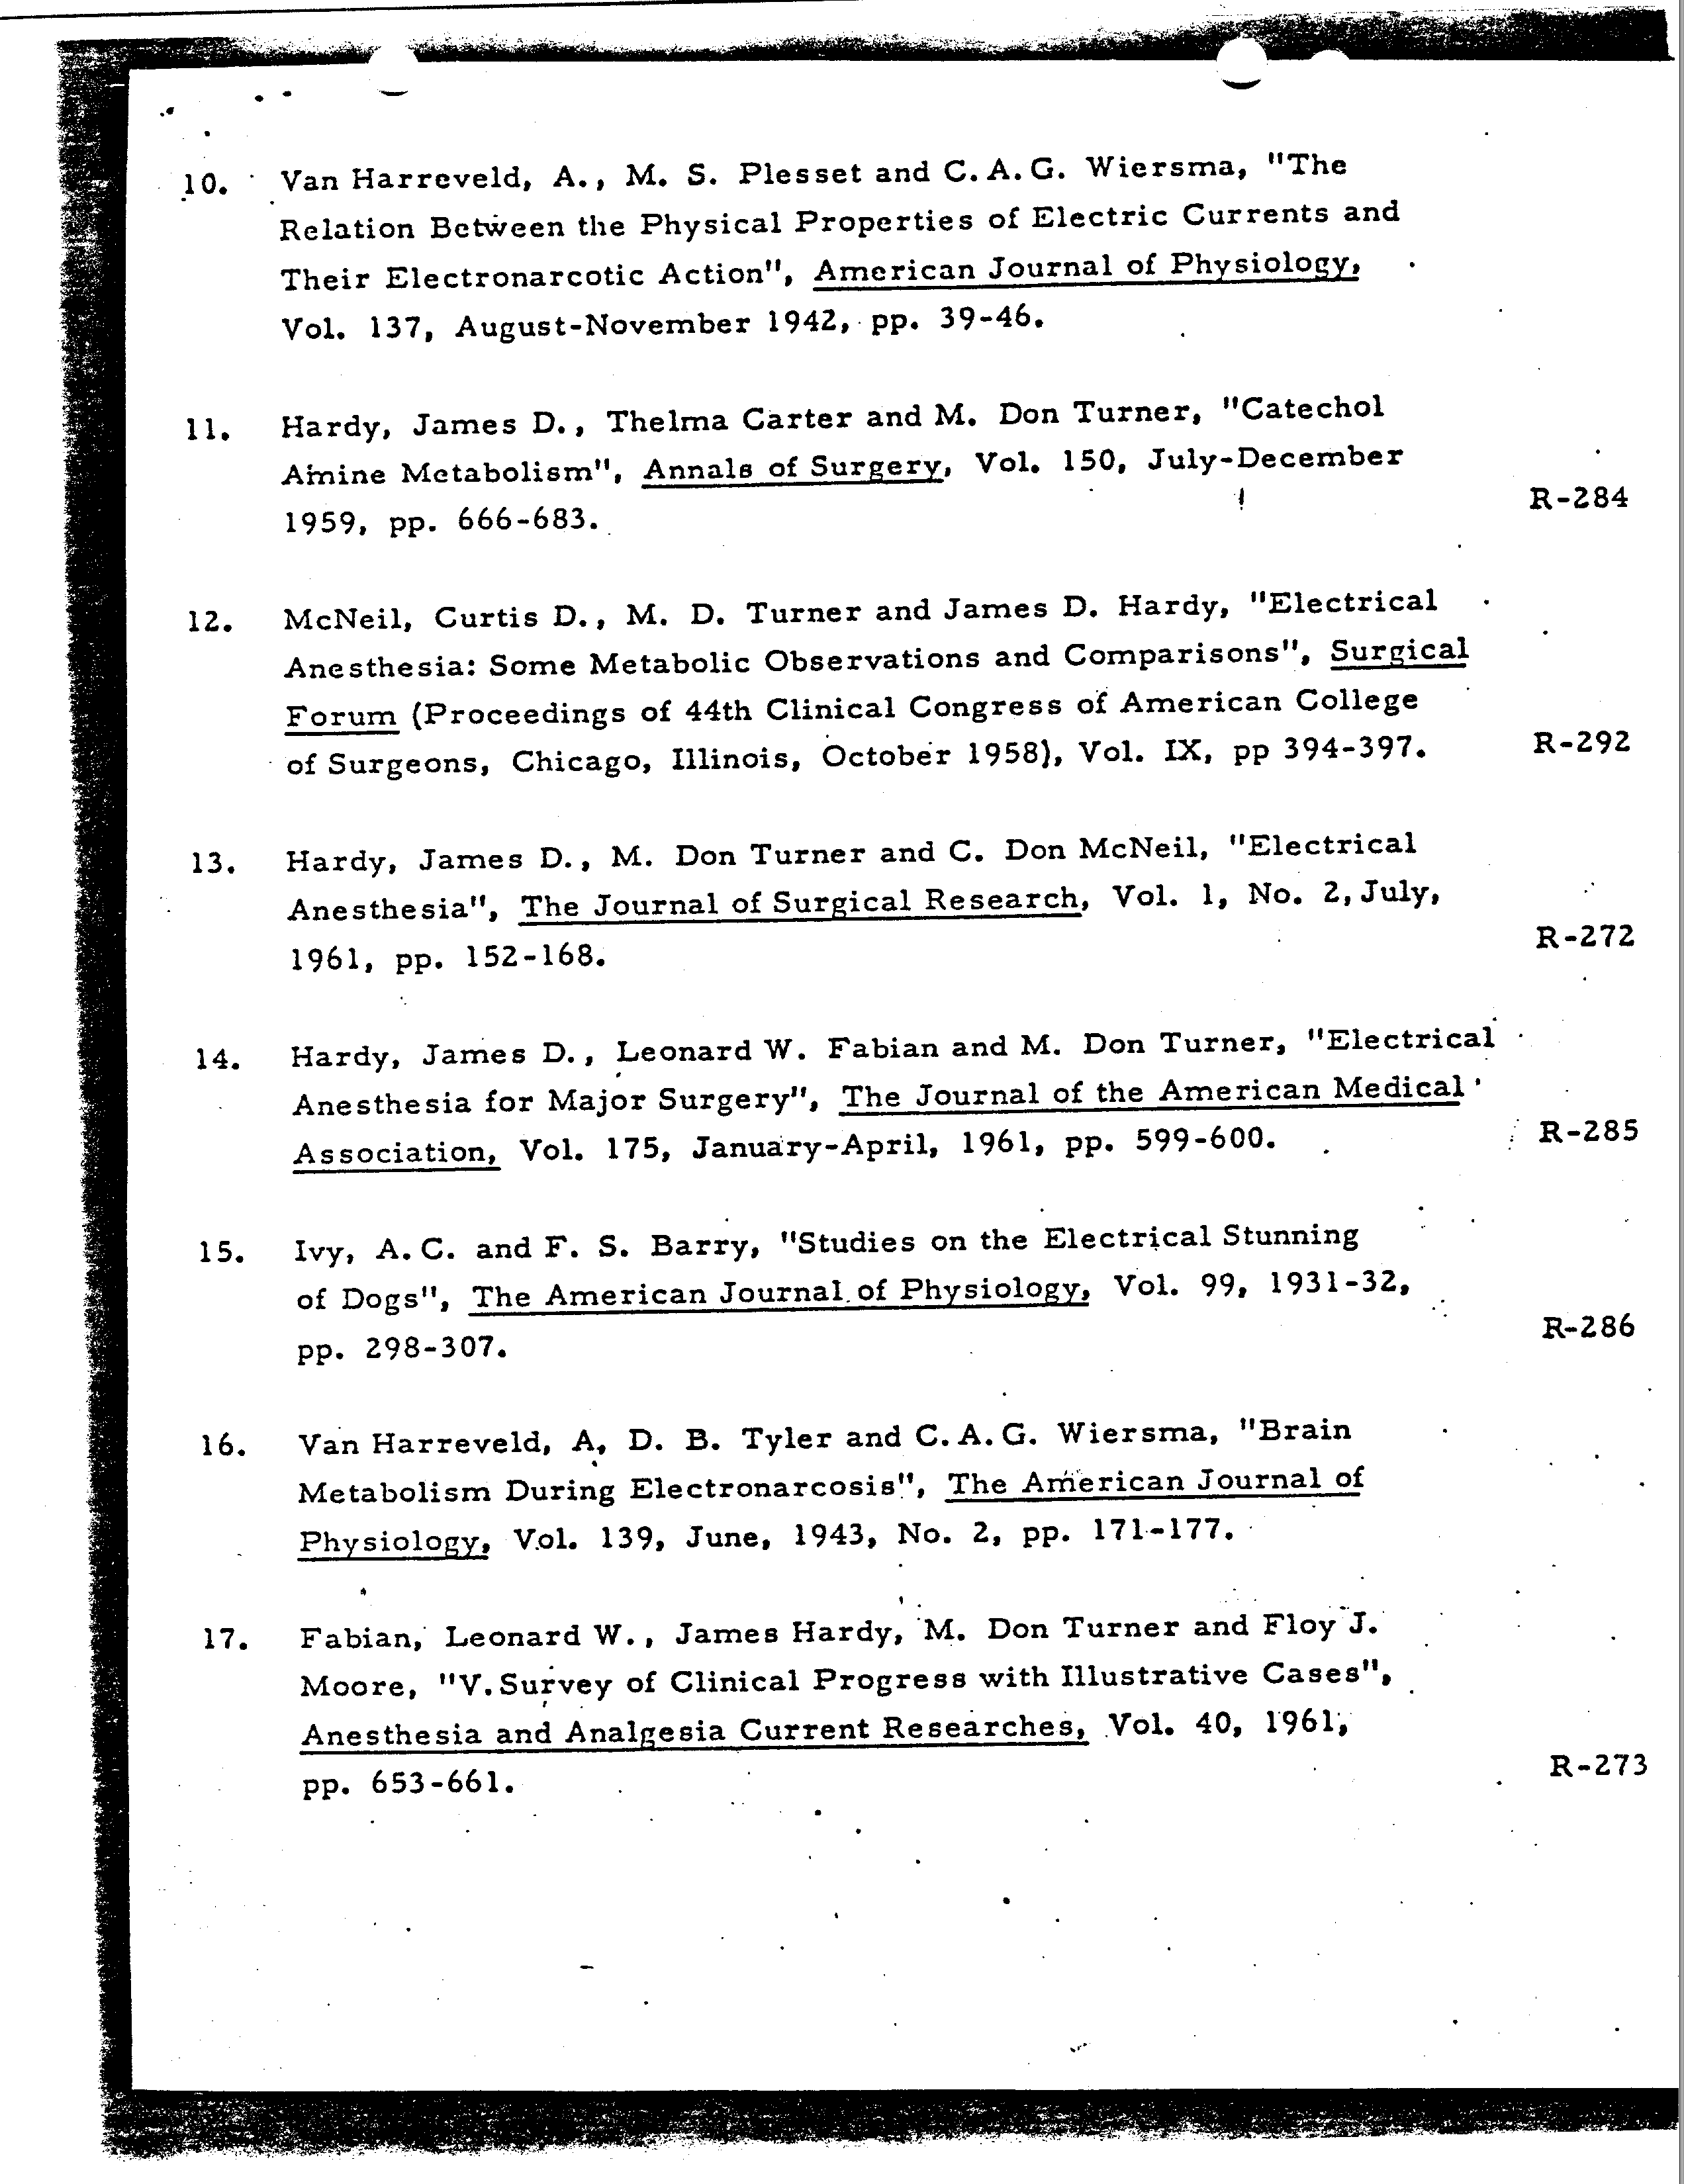 10. Van Harreveld, A., M. S. Plesset and C.A.G. Wiersma, "The
Relation Between the Physical Properties of Electric Currents and
Their Electronarcotic Action", American Journal of Physiology,
Vol. 137, August-November 1942, pp. 39-46.
11. Hardy, James D., Thelma Carter and M. Don Turner, "Catechol
Amine Metabolism", Annals of Surgery, Vol. 150, July-December
1959, pp. 666-683. R-284
12. McNeil, Curtis D., M. D. Turner and James D. Hardy, "Electrical
Anesthesia: Some Metabolic Observations and Comparisons", Surgical
Forum (Proceedings of 44th Clinical Congress of American College
of Surgeons, Chicago, Illinois, October 1958), Vol. IX, pp 394-397. R-292
13. Hardy, James D., M. Don Turner and C. Don McNeil, "Electrical
Anesthesia", The Journal of Surgical Research, Vol. 1, No. 2, July,
1961, pp. 152-168. R-272
14. Hardy, James D., Leonard W. Fabian and M. Don Turner, "Electrical
Anesthesia for Major Surgery", The Journal of the American Medical
Association, Vol. 175, January-April, 1961, pp. 599-600. R-285
15. Ivy, A.C. and F. S. Barry, "Studies on the Electrical Stunning
of Dogs", The American Journal of Physiology, Vol. 99, 1931-32,
pp. 298-307. R-286
16. Van Harreveld, A, D. B. Tyler and C.A.G. Wiersma, "Brain
Metabolism During Electronarcosis", The American Journal of
Physiology, Vol. 139, June, 1943, No. 2, pp. 171-177.
17. Fabian, Leonard W., James Hardy, M. Don Turner and Floy J.
Moore, "V. Survey of Clinical Progress with Illustrative Cases",
Anesthesia and Analgesia Current Researches, Vol. 40, 1961,
pp. 653-661. R-273